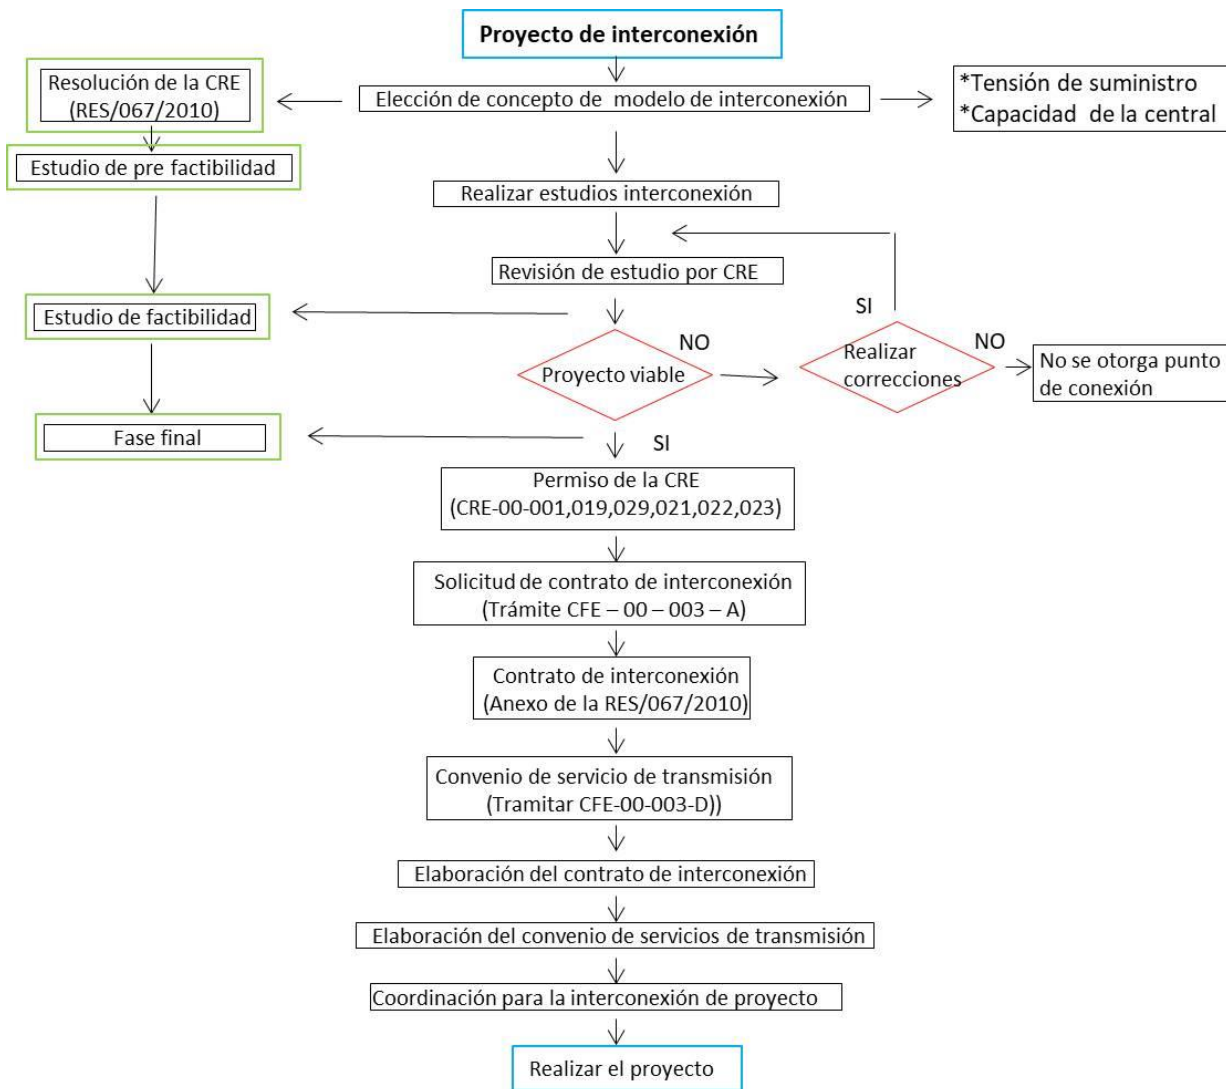 Proyecto de interconexión
Resolución de la CRE
(RES/067/2010)
Elección de concepto de modelo de interconexión
*Tensión de suministro
*Capacidad de la central
Estudio de pre factibilidad
Realizar estudios interconexión
Revisión de estudio por CRE
Estudio de factibilidad
SI
NO
NO
Proyecto viable
Realizar
correcciones
No se otorga punto
de conexión
Fase final
SI
Permiso de la CRE
(CRE-00-001,019,029,021,022,023)
Solicitud de contrato de interconexión
(Trámite CFE – 00 – 003 – A)
Contrato de interconexión
(Anexo de la RES/067/2010)
Convenio de servicio de transmisión
(Tramitar CFE-00-003-D))
Elaboración del contrato de interconexión
Elaboración del convenio de servicios de transmisión
Coordinación para la interconexión de proyecto
Realizar el proyecto